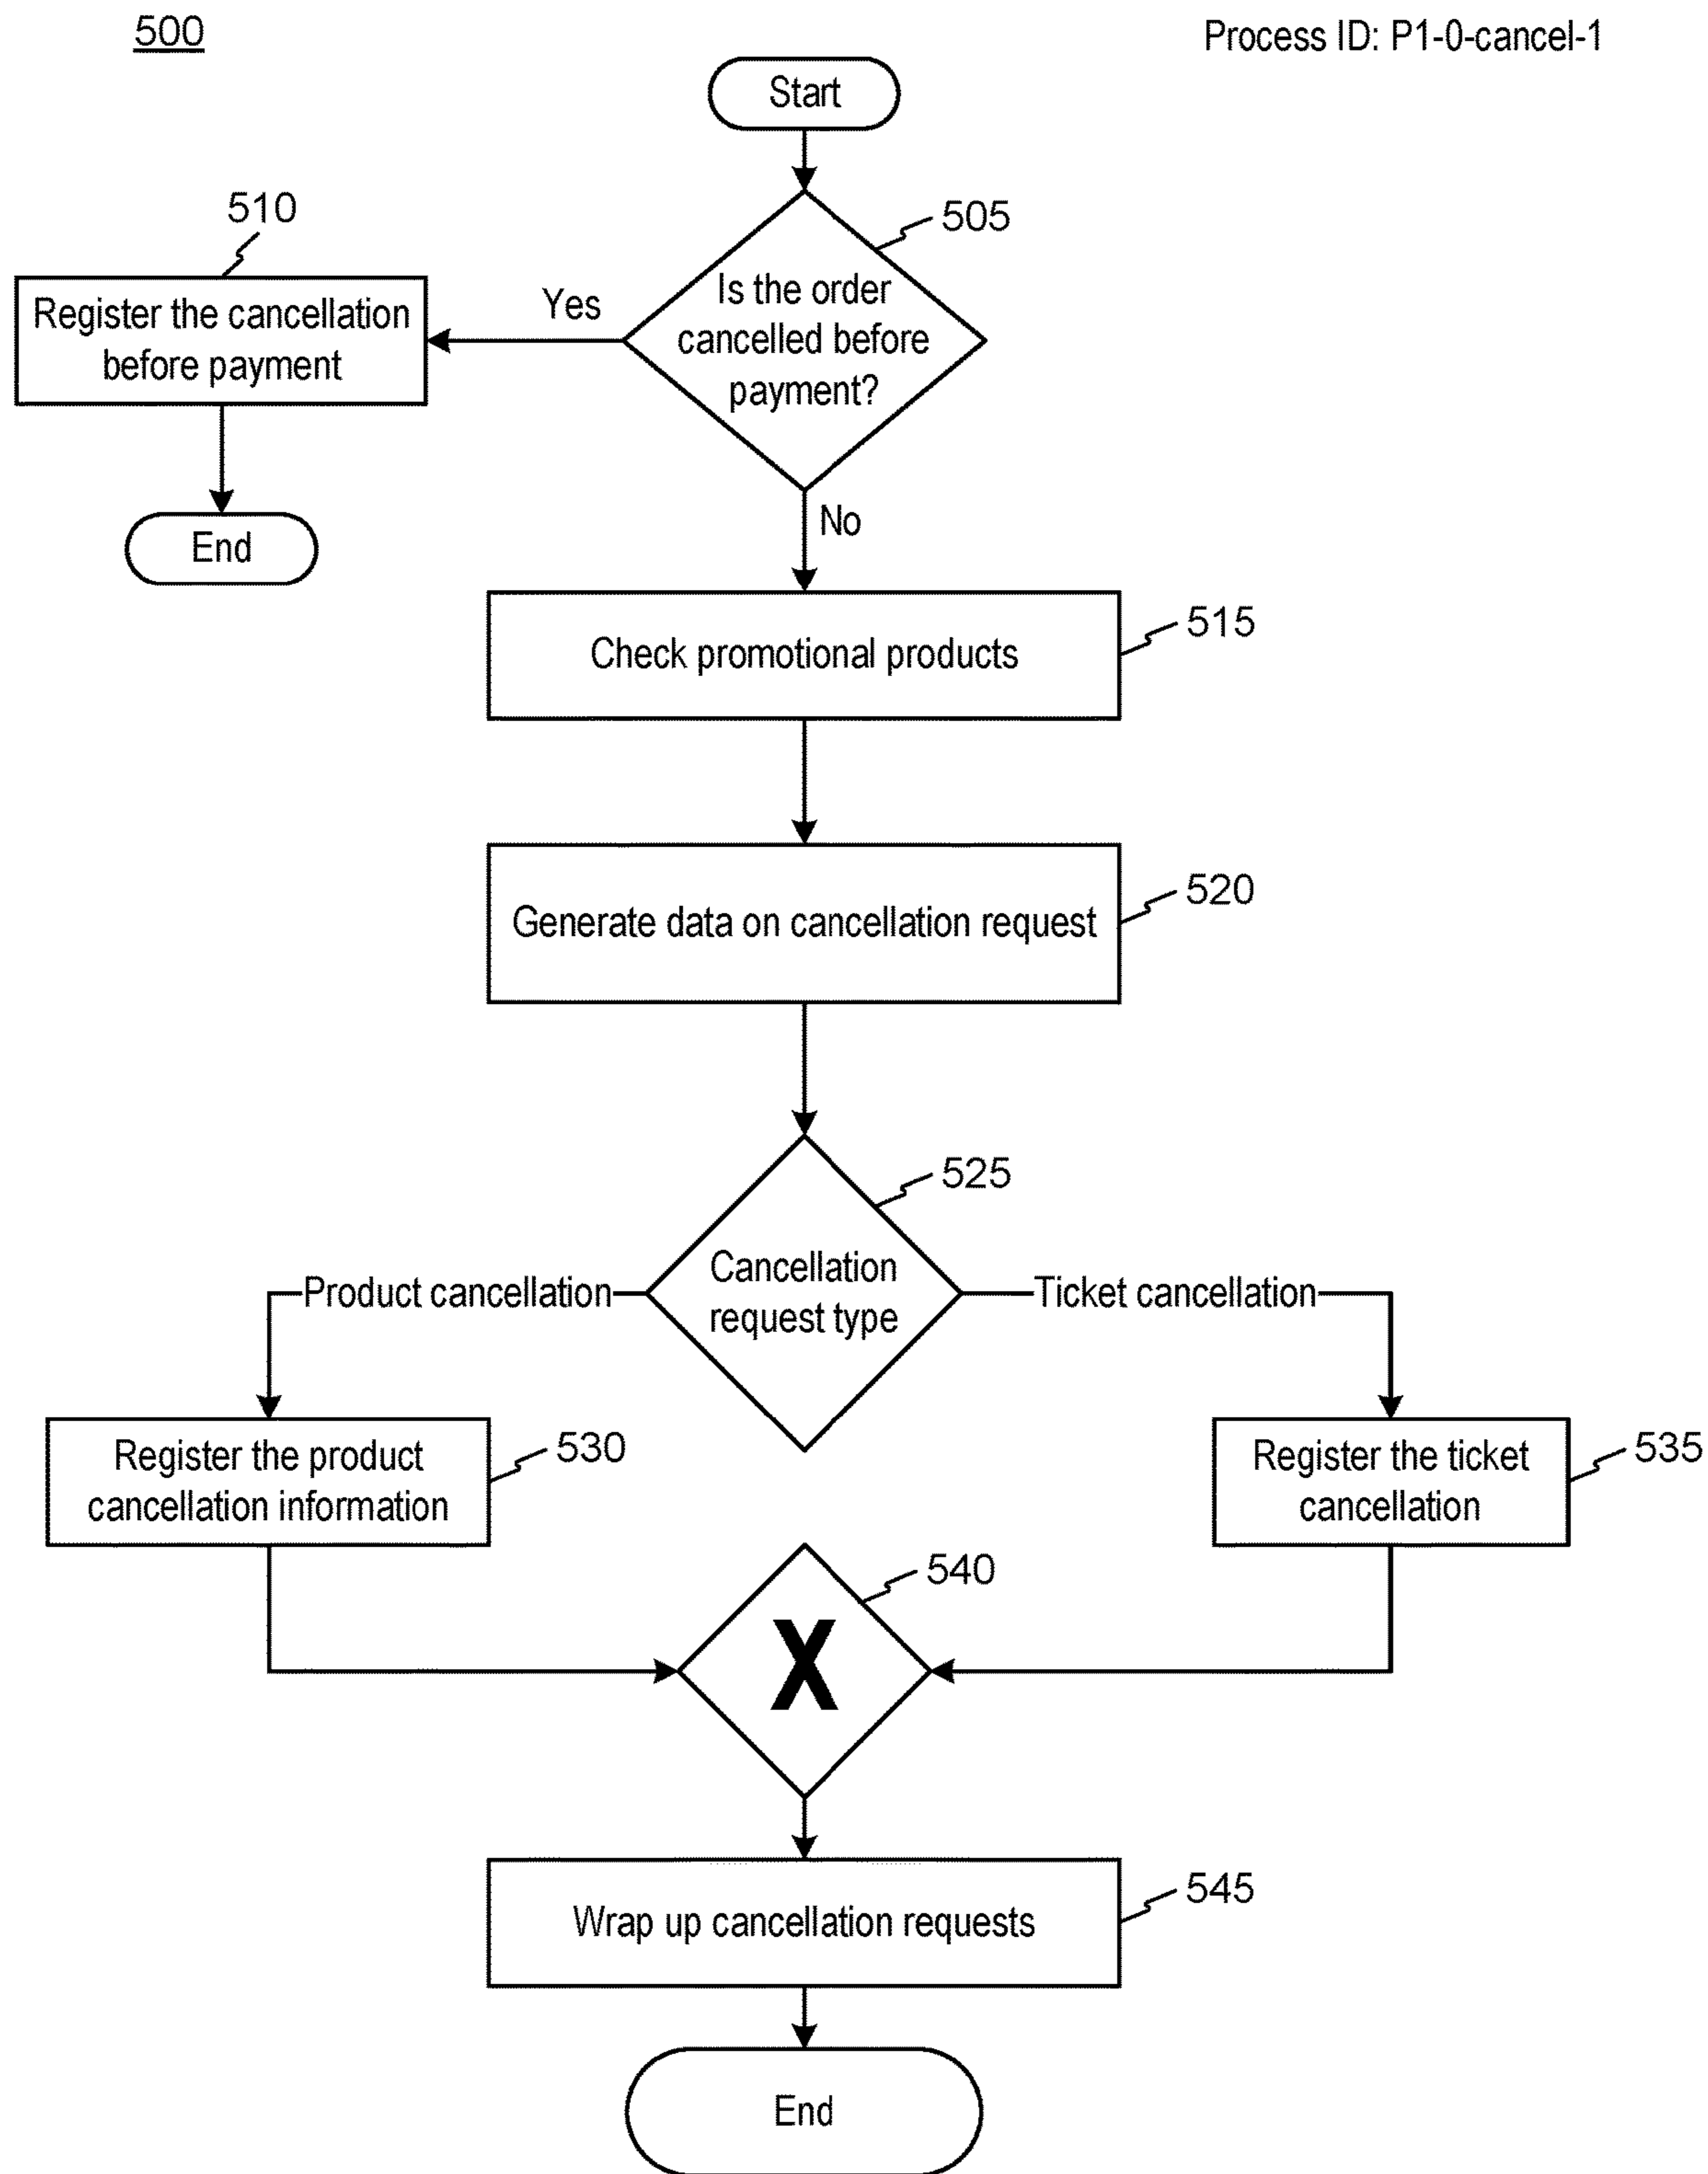 500
Process ID: P1-0-cancel-1
Start
510
505
Register the cancellation
before payment
Yes
Is the order
cancelled before
payment?
End
No
Check promotional products
515
Generate data on cancellation request
520
525
Cancellation
request type
Product cancellation
Ticket cancellation
Register the product
cancellation information
530
Register the ticket
cancellation
535
540
X
Wrap up cancellation requests
545
End